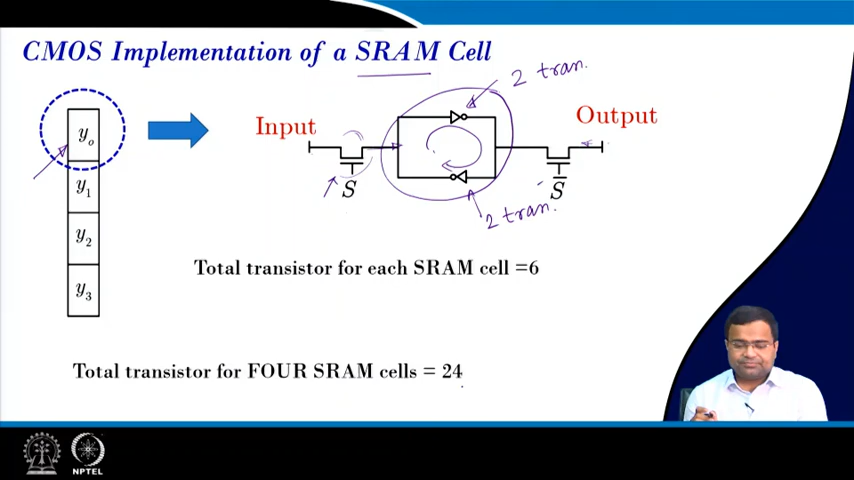 CMOS Implementation of a SRAM Cell
2 tran.
Input
Output
y₀
S
S̅
2 tran.
y₁
y₂
y₃
Total transistor for each SRAM cell =6
Total transistor for FOUR SRAM cells = 24
NPTEL